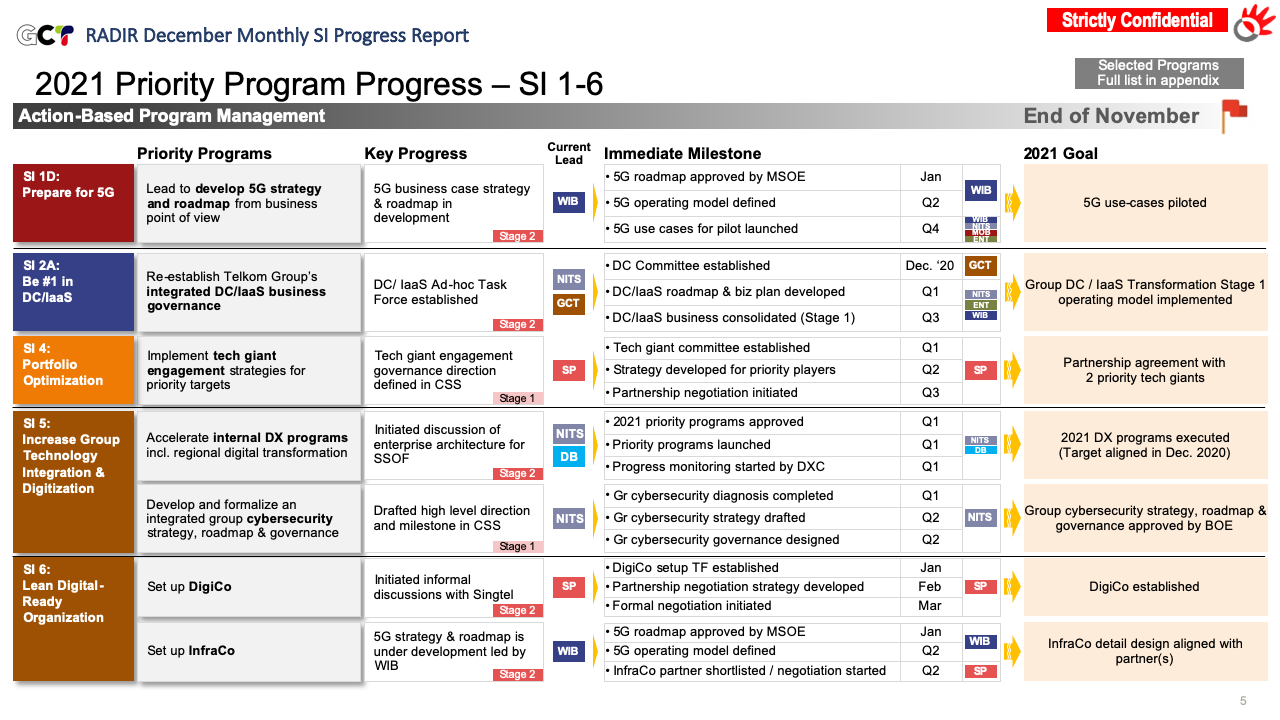 GCT RADIR December Monthly SI Progress Report
Strictly Confidential
2021 Priority Program Progress – SI 1-6
Selected Programs
Full list in appendix
Action-Based Program Management
End of November
Priority Programs
Key Progress
Current
Lead
Immediate Milestone
2021 Goal
SI 1D:
Prepare for 5G
Lead to develop 5G strategy
and roadmap from business
point of view
5G business case strategy
& roadmap in
development
Stage 2
WIB
• 5G roadmap approved by MSOE
Jan
• 5G operating model defined
Q2
• 5G use cases for pilot launched
Q4
WIB
WIB
NITS
MOB
ENT
5G use-cases piloted
SI 2A:
Be #1 in
DC/IaaS
Re-establish Telkom Group's
integrated DC/IaaS business
governance
DC/ IaaS Ad-hoc Task
Force established
Stage 2
NITS
GCT
• DC Committee established
Dec. '20
• DC/IaaS roadmap & biz plan developed
Q1
• DC/IaaS business consolidated (Stage 1)
Q3
GCT
NITS
ENT
WIB
Group DC / IaaS Transformation Stage 1
operating model implemented
SI 4:
Portfolio
Optimization
Implement tech giant
engagement strategies for
priority targets
Tech giant engagement
governance direction
defined in CSS
Stage 1
SP
• Tech giant committee established
Q1
• Strategy developed for priority players
Q2
• Partnership negotiation initiated
Q3
SP
Partnership agreement with
2 priority tech giants
SI 5:
Increase Group
Technology
Integration &
Digitization
Accelerate internal DX programs
incl. regional digital transformation
Initiated discussion of
enterprise architecture for
SSOF
Stage 2
NITS
DB
• 2021 priority programs approved
Q1
• Priority programs launched
Q1
• Progress monitoring started by DXC
Q1
NITS
DB
2021 DX programs executed
(Target aligned in Dec. 2020)
Develop and formalize an
integrated group cybersecurity
strategy, roadmap & governance
Drafted high level direction
and milestone in CSS
Stage 1
NITS
• Gr cybersecurity diagnosis completed
Q1
• Gr cybersecurity strategy drafted
Q2
• Gr cybersecurity governance designed
Q2
NITS
Group cybersecurity strategy, roadmap &
governance approved by BOE
SI 6:
Lean Digital-
Ready
Organization
Set up DigiCo
Initiated informal
discussions with Singtel
Stage 2
SP
• DigiCo setup TF established
Jan
• Partnership negotiation strategy developed
Feb
• Formal negotiation initiated
Mar
SP
DigiCo established
Set up InfraCo
5G strategy & roadmap is
under development led by
WIB
Stage 2
WIB
• 5G roadmap approved by MSOE
Jan
• 5G operating model defined
Q2
• InfraCo partner shortlisted / negotiation started
Q2
WIB
SP
InfraCo detail design aligned with
partner(s)
5